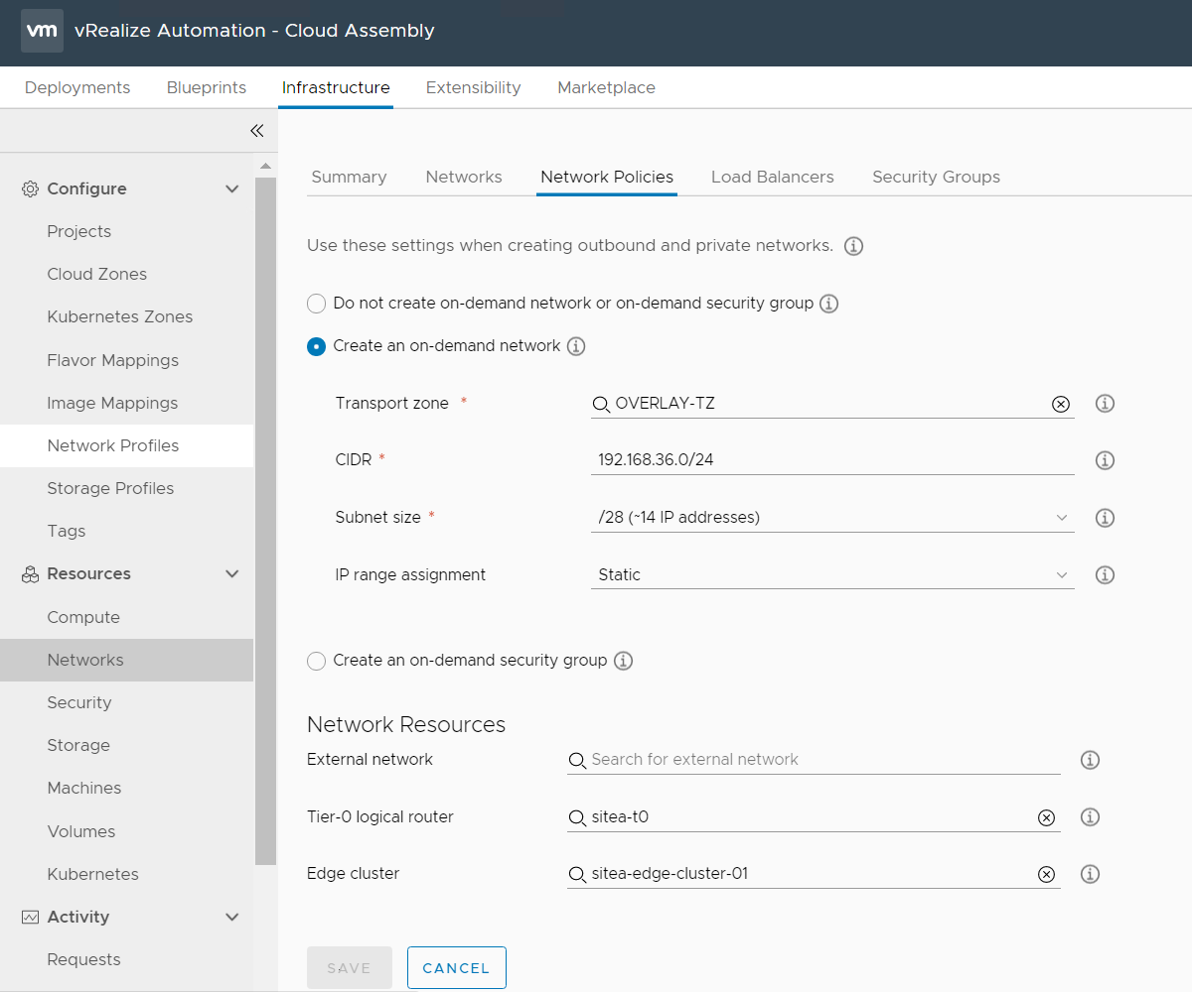 vm vRealize Automation - Cloud Assembly
Deployments Blueprints Infrastructure Extensibility Marketplace
Configure
Projects
Cloud Zones
Kubernetes Zones
Flavor Mappings
Image Mappings
Network Profiles
Storage Profiles
Tags
Resources
Compute
Networks
Security
Storage
Machines
Volumes
Kubernetes
Activity
Requests
Summary Networks Network Policies Load Balancers Security Groups
Use these settings when creating outbound and private networks.
Do not create on-demand network or on-demand security group
Create an on-demand network
Transport zone * OVERLAY-TZ
CIDR * 192.168.36.0/24
Subnet size * /28 (~14 IP addresses)
IP range assignment Static
Create an on-demand security group
Network Resources
External network Search for external network
Tier-0 logical router sitea-t0
Edge cluster sitea-edge-cluster-01
SAVE CANCEL